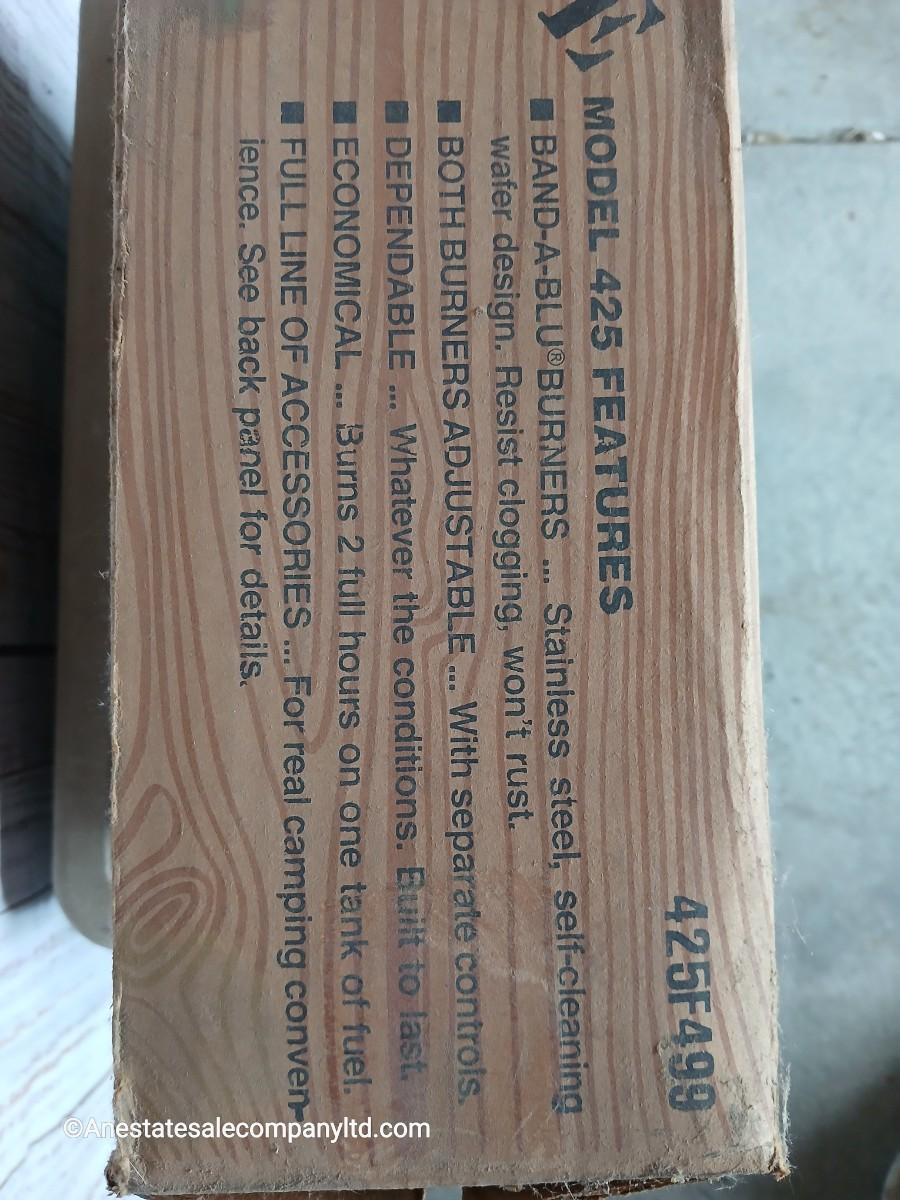 425F499
MODEL 425 FEATURES
■ BAND-A-BLU® BURNERS ... Stainless steel, self-cleaning
wafer design. Resist clogging, won't rust.
■ BOTH BURNERS ADJUSTABLE ... With separate controls.
■ DEPENDABLE ... Whatever the conditions. Built to last.
■ ECONOMICAL ... Burns 2 full hours on one tank of fuel.
■ FULL LINE OF ACCESSORIES ... For real camping conven-
ience. See back panel for details.
©Anestatesalecompanyltd.com